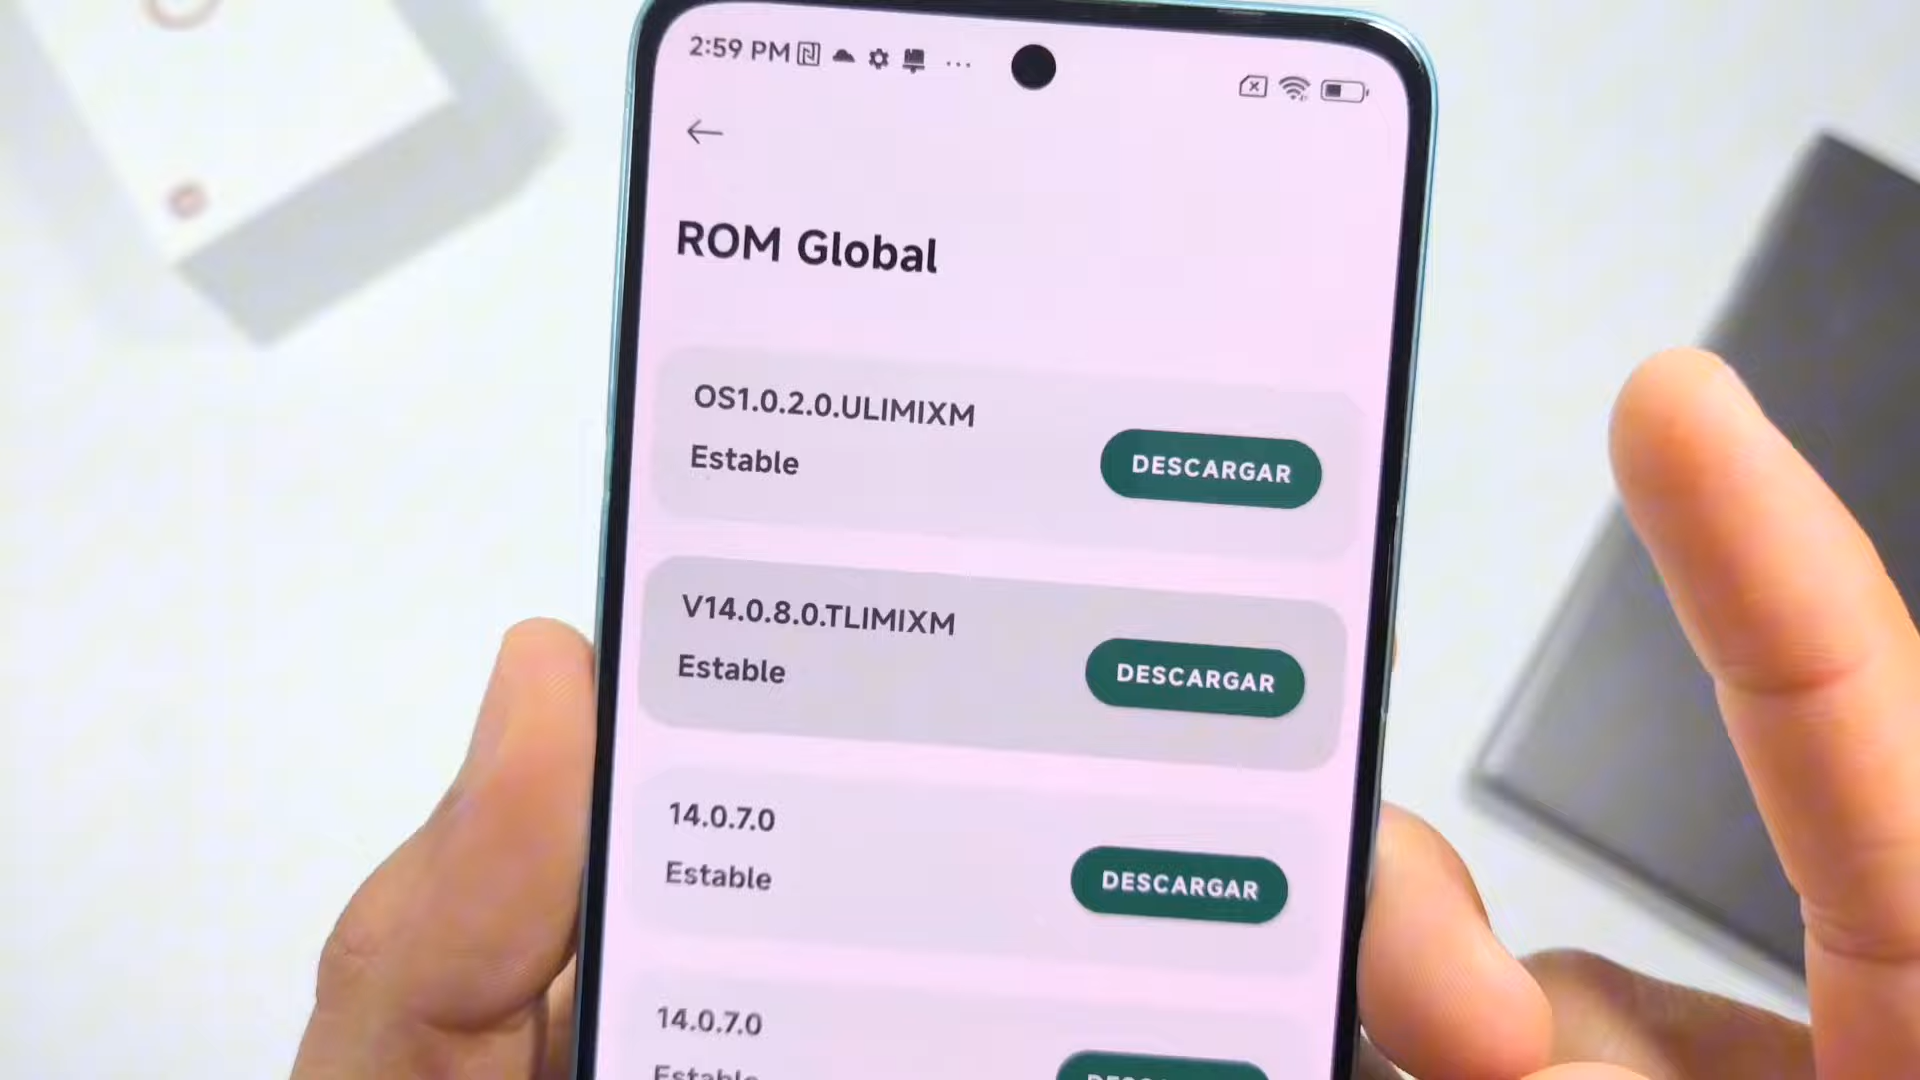 2:59 PM
ROM Global
OS1.0.2.0.ULIMIXM
Estable
DESCARGAR
V14.0.8.0.TLIMIXM
Estable
DESCARGAR
14.0.7.0
Estable
DESCARGAR
14.0.7.0
Estable